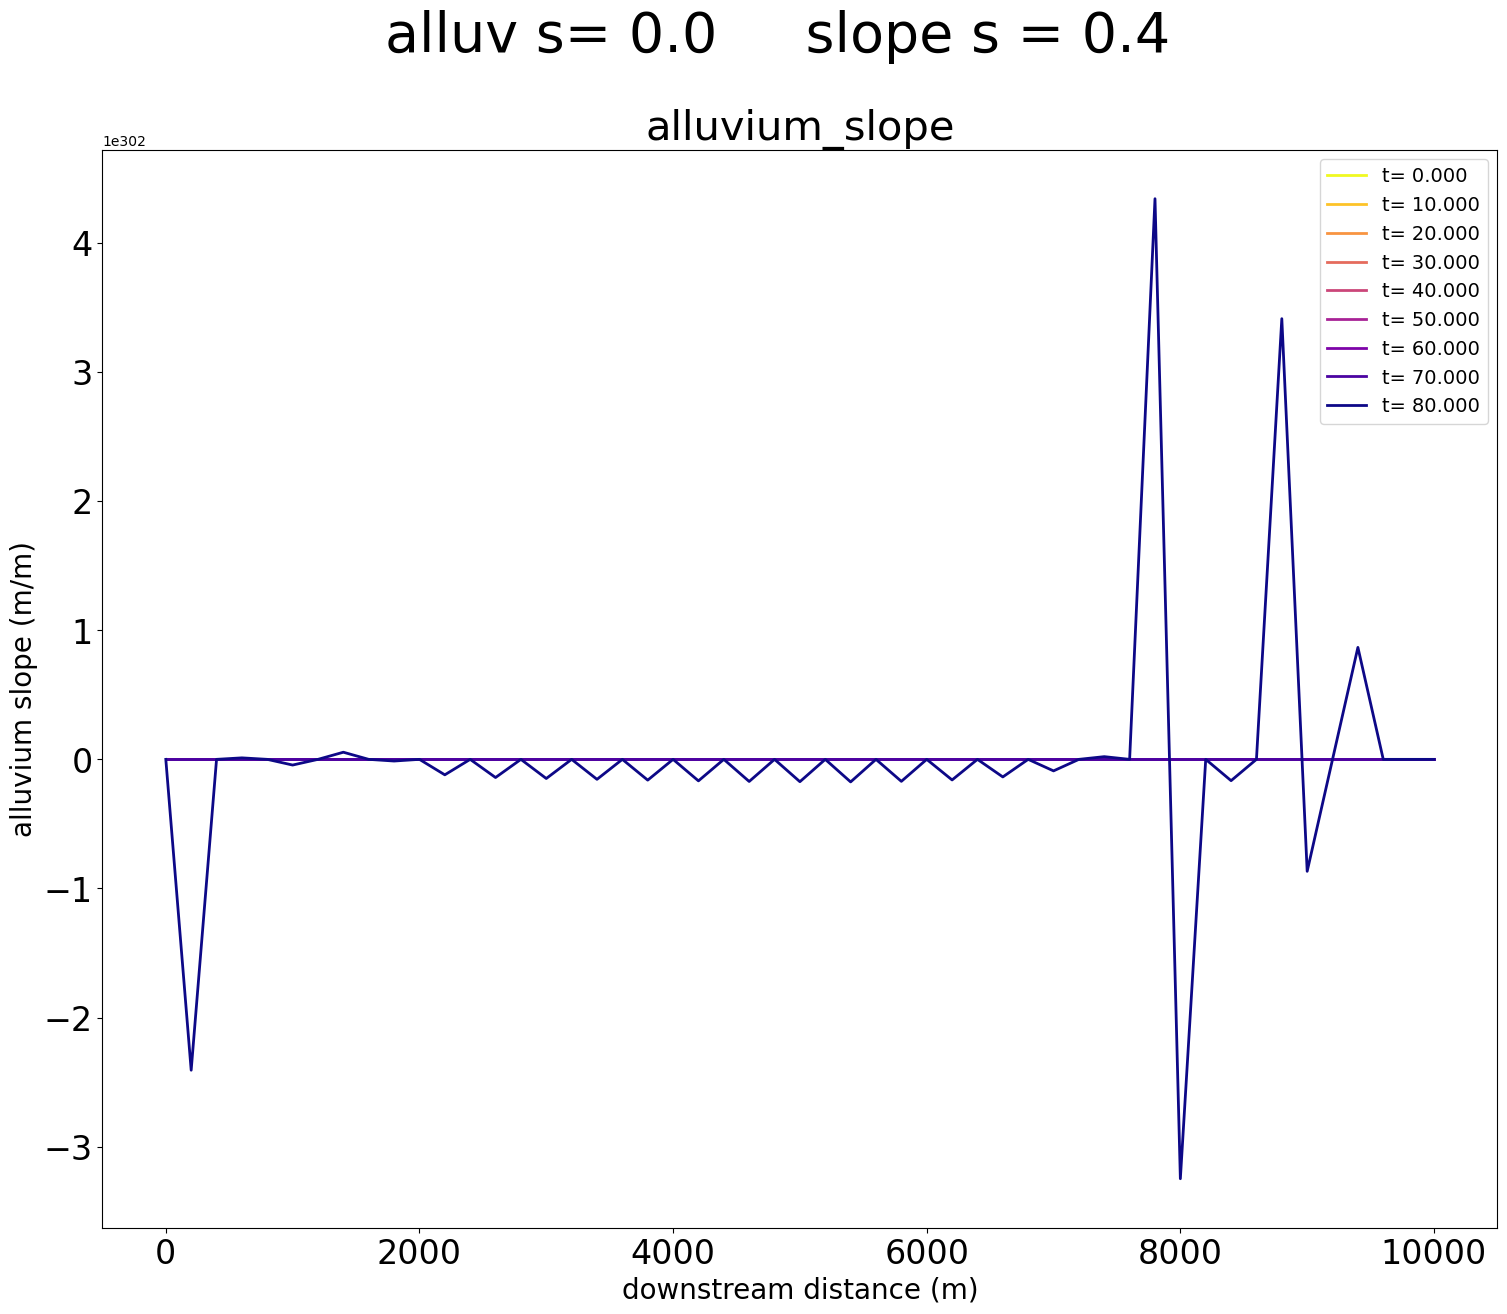 alluv s= 0.0     slope s = 0.4
alluvium_slope
1e302
t= 0.000
t= 10.000
t= 20.000
t= 30.000
t= 40.000
t= 50.000
t= 60.000
t= 70.000
t= 80.000
4
3
2
1
0
−1
−2
−3
alluvium slope (m/m)
0 2000 4000 6000 8000 10000
downstream distance (m)